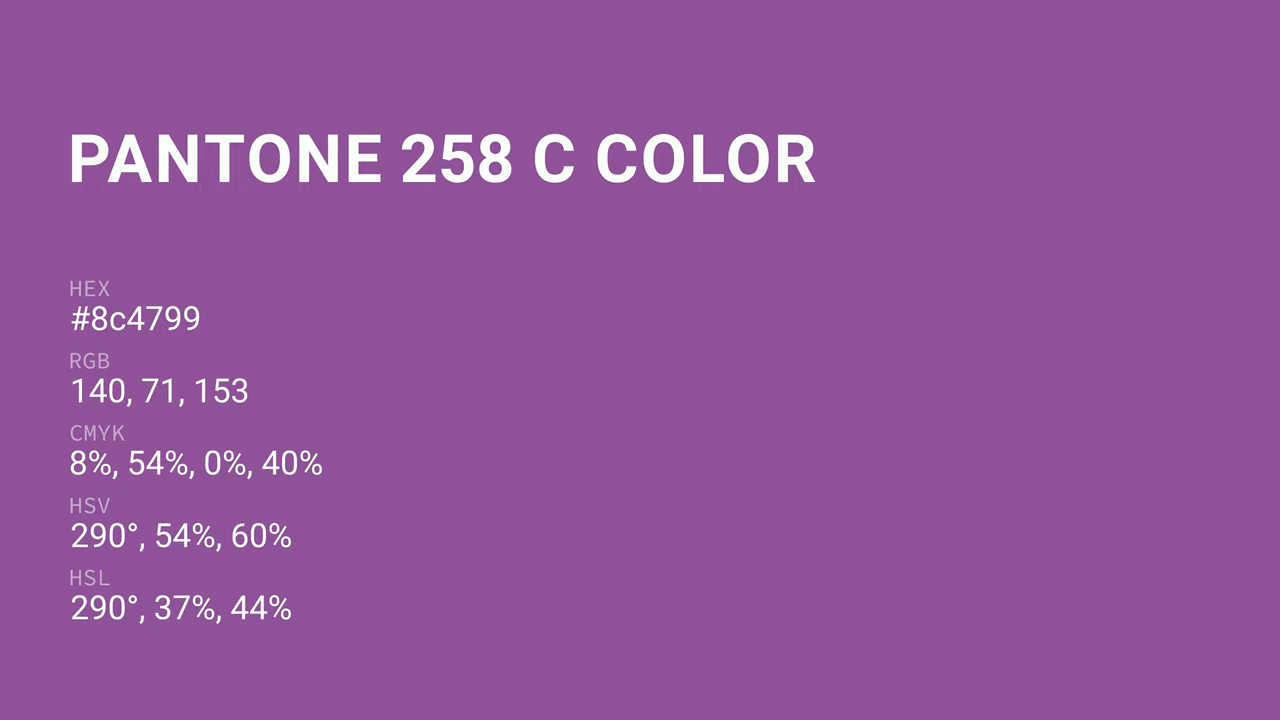 PANTONE 258 C COLOR
HEX
#8c4799
RGB
140, 71, 153
CMYK
8%, 54%, 0%, 40%
HSV
290°, 54%, 60%
HSL
290°, 37%, 44%